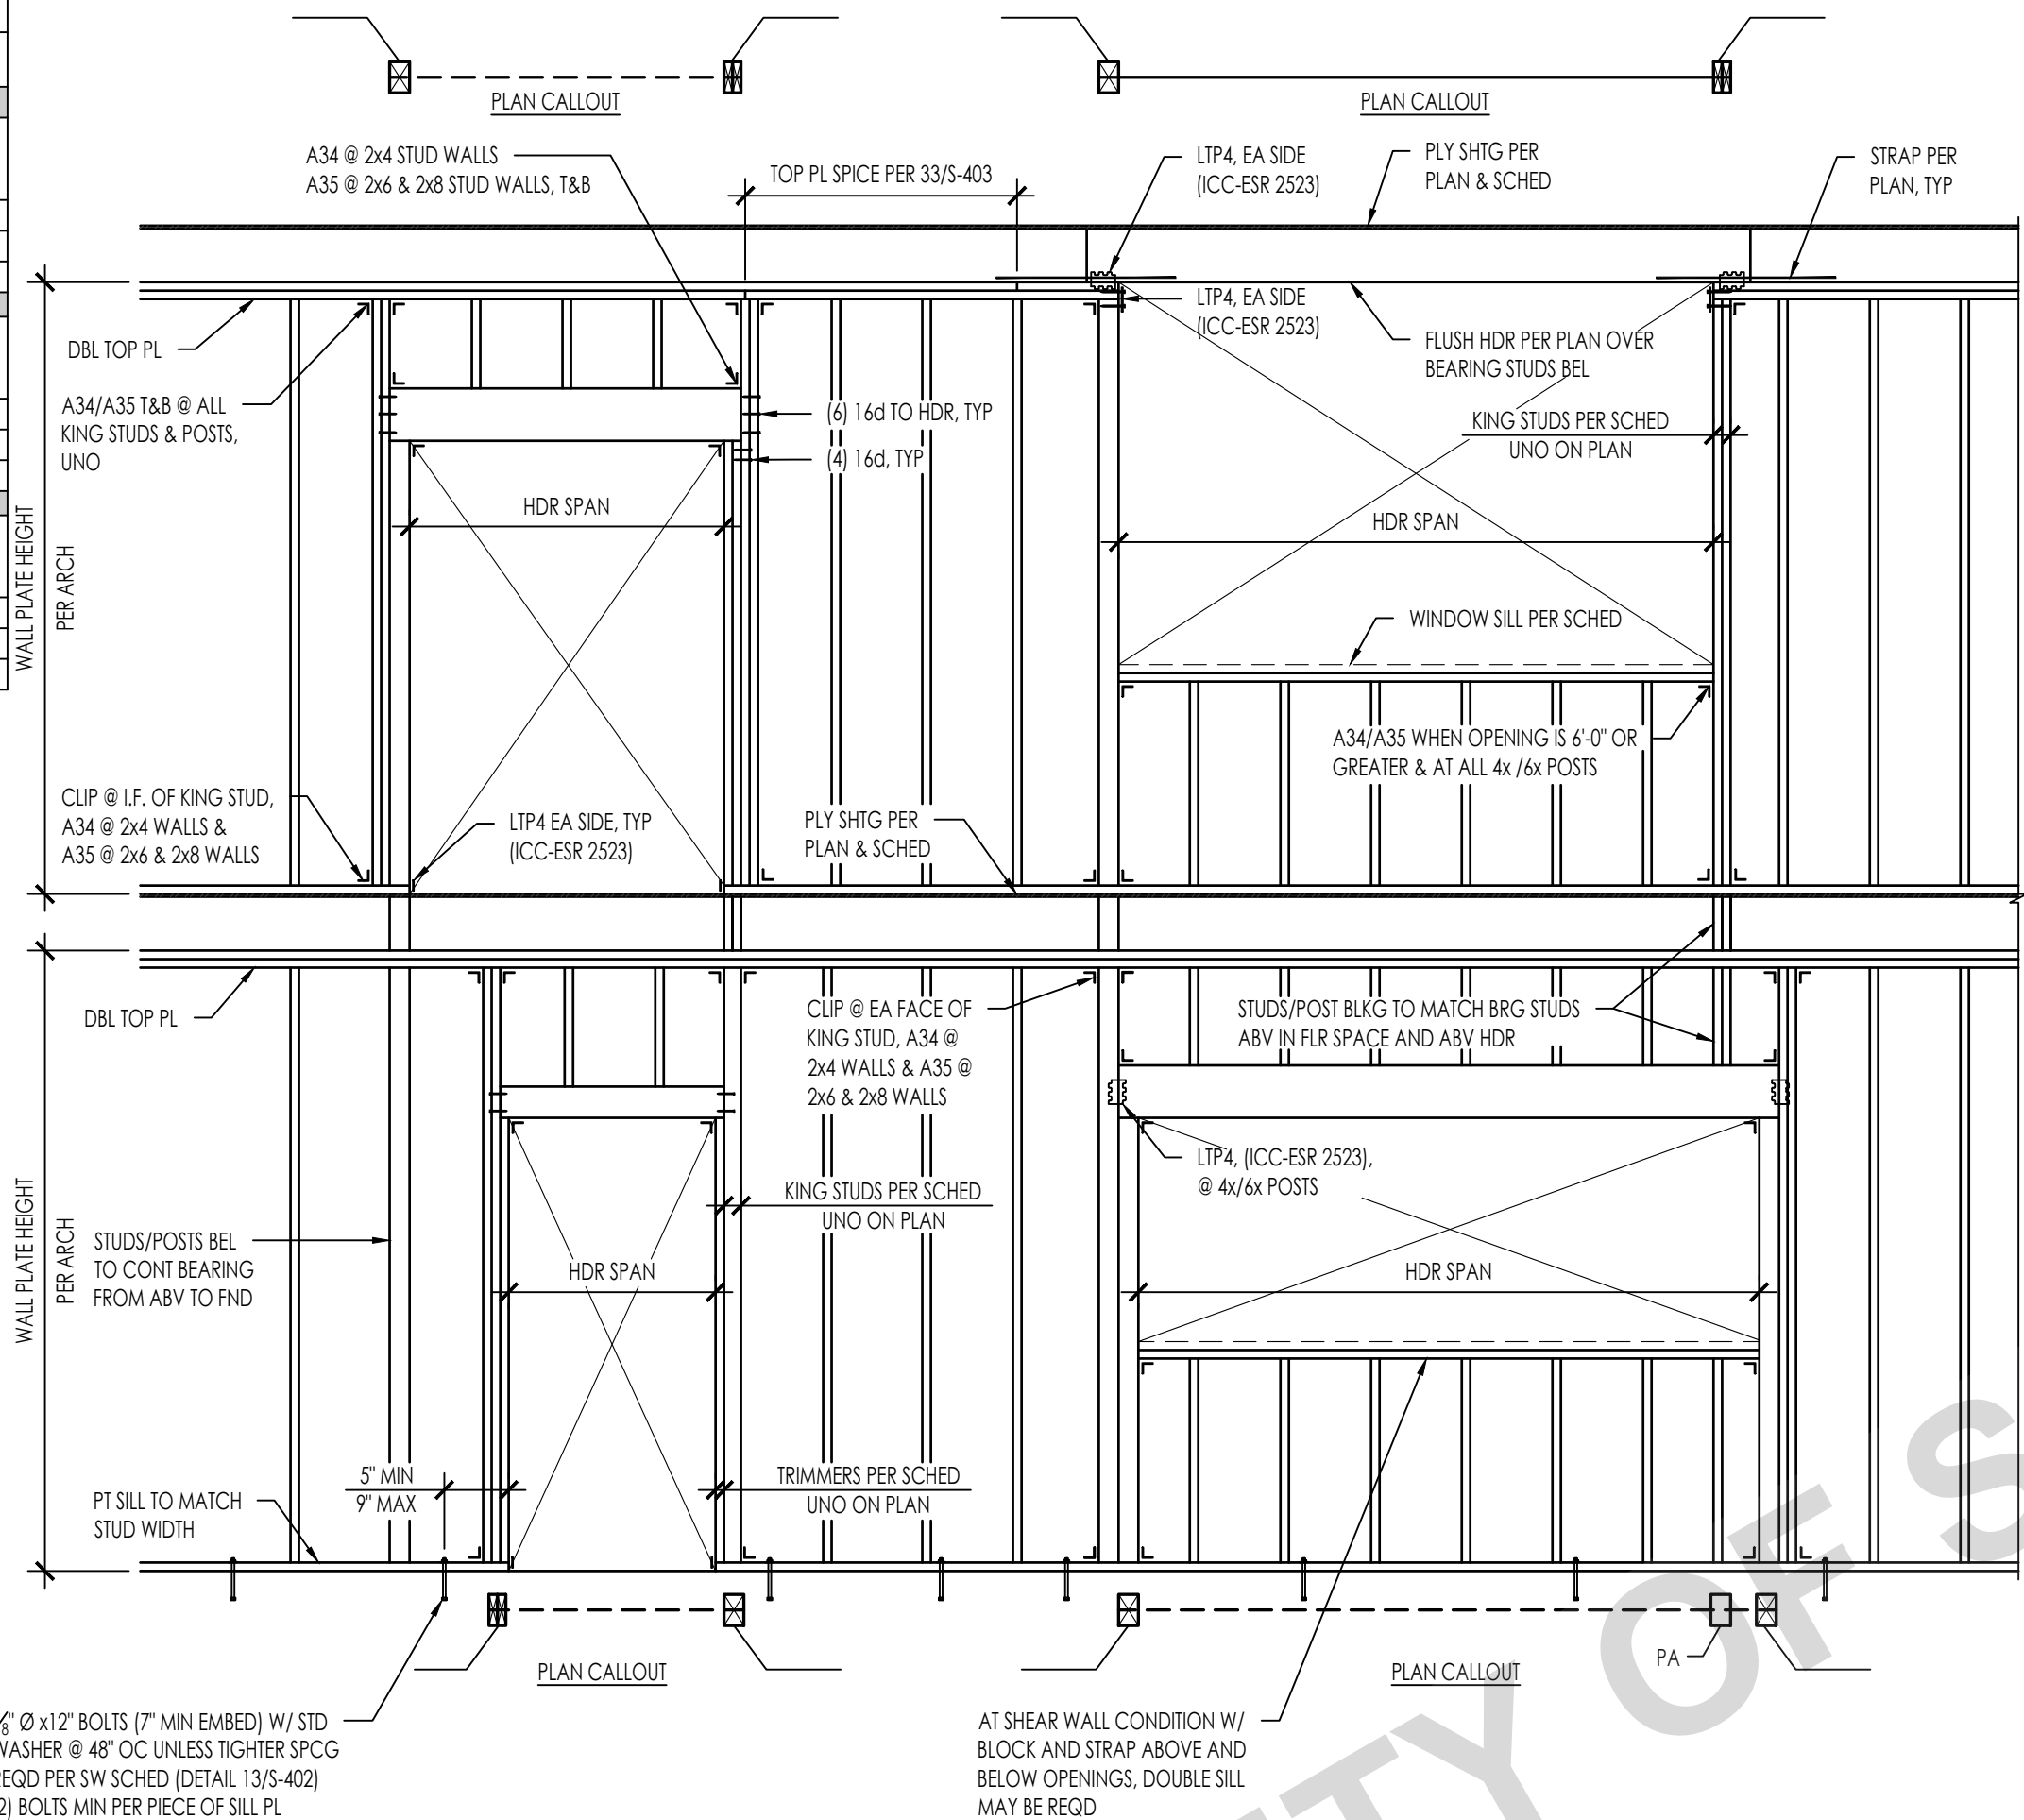 PLAN CALLOUT
PLAN CALLOUT
A34 @ 2x4 STUD WALLS
A35 @ 2x6 & 2x8 STUD WALLS, T&B
TOP PL SPICE PER 33/S-403
LTP4, EA SIDE
(ICC-ESR 2523)
PLY SHTG PER
PLAN & SCHED
STRAP PER
PLAN, TYP
DBL TOP PL
A34/A35 T&B @ ALL
KING STUDS & POSTS,
UNO
LTP4, EA SIDE
(ICC-ESR 2523)
FLUSH HDR PER PLAN OVER
BEARING STUDS BEL
(6) 16d TO HDR, TYP
(4) 16d, TYP
KING STUDS PER SCHED
UNO ON PLAN
HDR SPAN
HDR SPAN
WALL PLATE HEIGHT
PER ARCH
WINDOW SILL PER SCHED
A34/A35 WHEN OPENING IS 6'-0" OR
GREATER & AT ALL 4x /6x POSTS
CLIP @ I.F. OF KING STUD,
A34 @ 2x4 WALLS &
A35 @ 2x6 & 2x8 WALLS
LTP4 EA SIDE, TYP
(ICC-ESR 2523)
PLY SHTG PER
PLAN & SCHED
DBL TOP PL
CLIP @ EA FACE OF
KING STUD, A34 @
2x4 WALLS & A35 @
2x6 & 2x8 WALLS
STUDS/POST BLKG TO MATCH BRG STUDS
ABV IN FLR SPACE AND ABV HDR
LTP4, (ICC-ESR 2523),
@ 4x/6x POSTS
KING STUDS PER SCHED
UNO ON PLAN
WALL PLATE HEIGHT
PER ARCH
STUDS/POSTS BEL
TO CONT BEARING
FROM ABV TO FND
HDR SPAN
HDR SPAN
5" MIN
9" MAX
TRIMMERS PER SCHED
UNO ON PLAN
PT SILL TO MATCH
STUD WIDTH
PLAN CALLOUT
PLAN CALLOUT
PA
8" Ø x12" BOLTS (7" MIN EMBED) W/ STD
WASHER @ 48" OC UNLESS TIGHTER SPCG
REQD PER SW SCHED (DETAIL 13/S-402)
2) BOLTS MIN PER PIECE OF SILL PL
AT SHEAR WALL CONDITION W/
BLOCK AND STRAP ABOVE AND
BELOW OPENINGS, DOUBLE SILL
MAY BE REQD
TY OF S